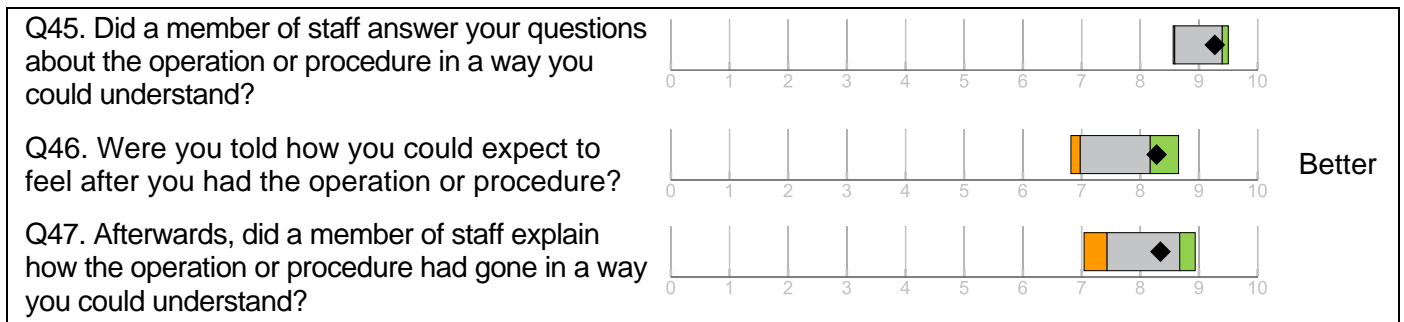 Q45. Did a member of staff answer your questions
about the operation or procedure in a way you
could understand?
0 1 2 3 4 5 6 7 8 9 10
Q46. Were you told how you could expect to
feel after you had the operation or procedure?
0 1 2 3 4 5 6 7 8 9 10
Better
Q47. Afterwards, did a member of staff explain
how the operation or procedure had gone in a way
you could understand?
0 1 2 3 4 5 6 7 8 9 10